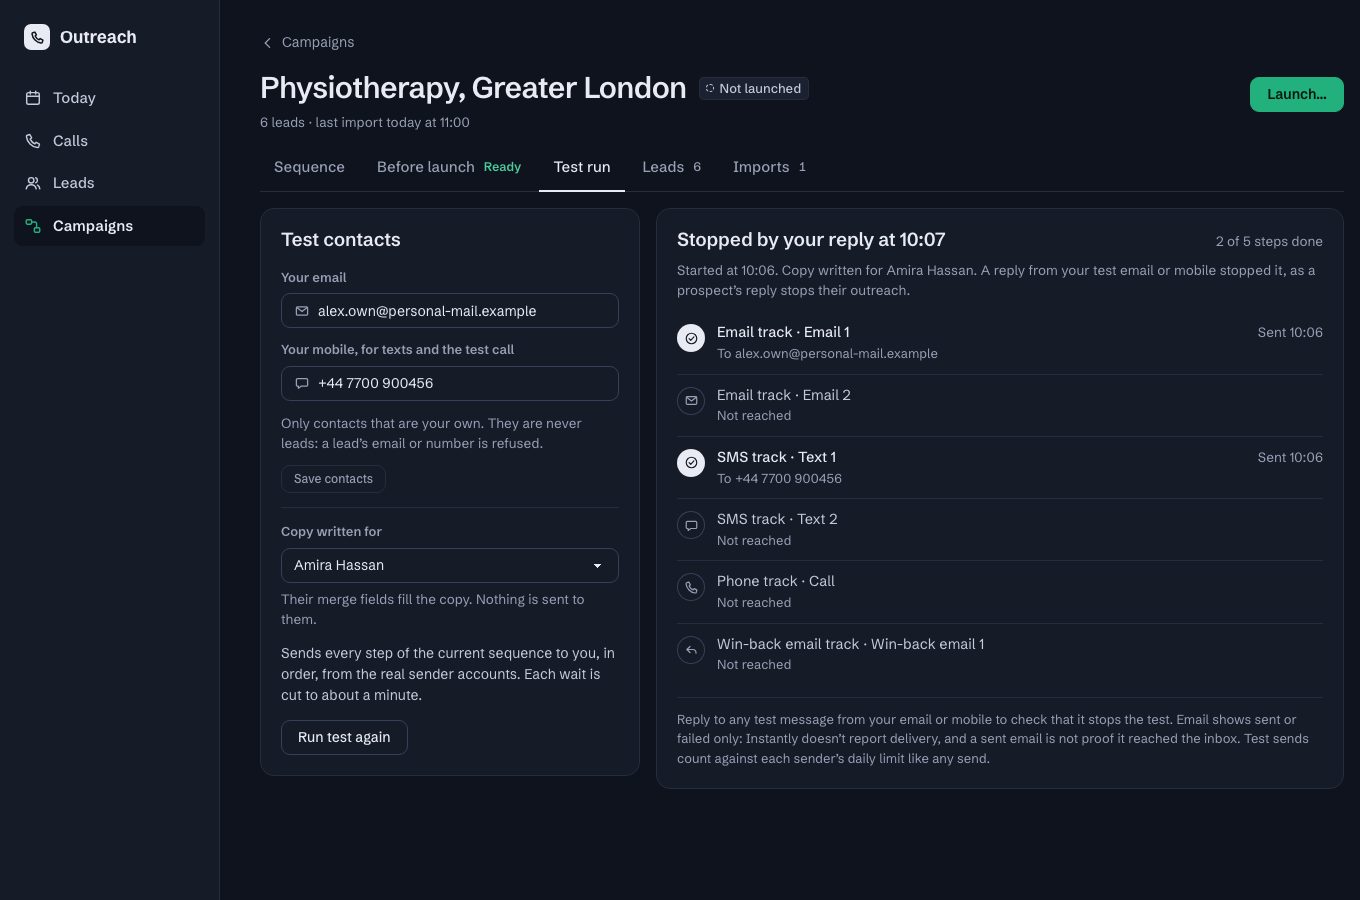 Outreach
Today
Calls
Leads
Campaigns
Campaigns
Physiotherapy, Greater London
Not launched
Launch...
6 leads · last import today at 11:00
Sequence
Before launch Ready
Test run
Leads 6
Imports 1
Test contacts
Your email
alex.own@personal-mail.example
Your mobile, for texts and the test call
+44 7700 900456
Only contacts that are your own. They are never
leads: a lead’s email or number is refused.
Save contacts
Copy written for
Amira Hassan
Their merge fields fill the copy. Nothing is sent to
them.
Sends every step of the current sequence to you, in
order, from the real sender accounts. Each wait is
cut to about a minute.
Run test again
Stopped by your reply at 10:07
2 of 5 steps done
Started at 10:06. Copy written for Amira Hassan. A reply from your test email or mobile stopped it, as a
prospect’s reply stops their outreach.
Email track · Email 1
Sent 10:06
To alex.own@personal-mail.example
Email track · Email 2
Not reached
SMS track · Text 1
Sent 10:06
To +44 7700 900456
SMS track · Text 2
Not reached
Phone track · Call
Not reached
Win-back email track · Win-back email 1
Not reached
Reply to any test message from your email or mobile to check that it stops the test. Email shows sent or
failed only: Instantly doesn’t report delivery, and a sent email is not proof it reached the inbox. Test sends
count against each sender’s daily limit like any send.